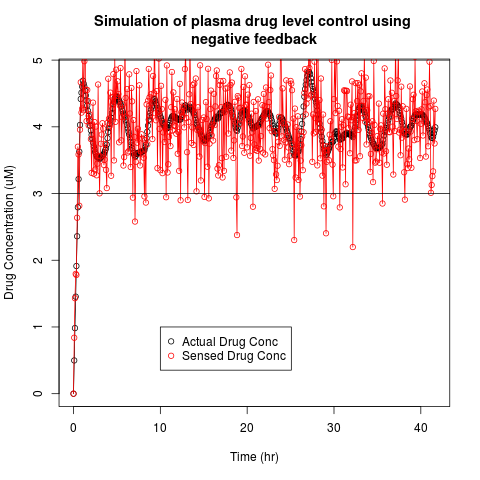 Simulation of plasma drug level control using
negative feedback
Drug Concentration (uM)
5
4
3
2
1
0
Actual Drug Conc
Sensed Drug Conc
0 10 20 30 40
Time (hr)